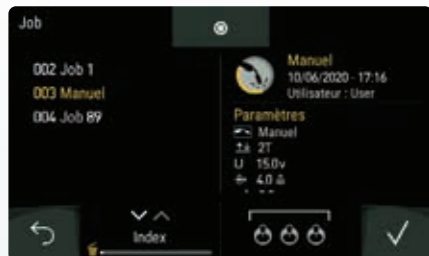 Job
002 Job 1
003 Manuel
004 Job 89
Index
Manuel
10/06/2020 - 17:16
Utilisateur : User
Paramètres
Manuel
2T
U 15.0v
4.0